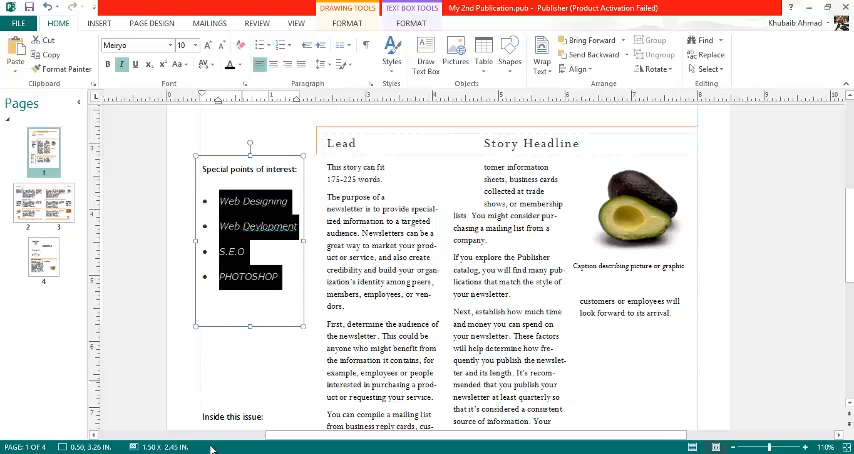 DRAWING TOOLS
TEXT BOX TOOLS
My 2nd Publication.pub - Publisher (Product Activation Failed)
FILE
HOME
INSERT
PAGE DESIGN
MAILINGS
REVIEW
VIEW
FORMAT
FORMAT
Khubaib Ahmad
Paste
Cut
Copy
Format Painter
Clipboard
Meiryo
10
Font
Paragraph
Styles
Styles
Draw
Text Box
Pictures
Table
Shapes
Objects
Wrap
Text
Bring Forward
Send Backward
Align
Group
Ungroup
Rotate
Arrange
Find
Replace
Select
Editing
Pages
1
2
3
4
Special points of interest:
• Web Designing
• Web Devlopment
• S.E.O
• PHOTOSHOP
Inside this issue:
Lead
Story Headline
This story can fit
175-225 words.
The purpose of a
newsletter is to provide special-
ized information to a targeted
audience. Newsletters can be a
great way to market your prod-
uct or service, and also create
credibility and build your organ-
ization's identity among peers,
members, employees, or ven-
dors.
First, determine the audience of
the newsletter. This could be
anyone who might benefit from
the information it contains, for
example, employees or people
interested in purchasing a prod-
uct or requesting your service.
You can compile a mailing list
from business reply cards, cus-
tomer information
sheets, business cards
collected at trade
shows, or membership
lists. You might consider pur-
chasing a mailing list from a
company.
If you explore the Publisher
catalog, you will find many pub-
lications that match the style of
your newsletter.
Next, establish how much time
and money you can spend on
your newsletter. These factors
will help determine how fre-
quently you publish the newslet-
ter and its length. It's recom-
mended that you publish your
newsletter at least quarterly so
that it's considered a consistent
source of information. Your
Caption describing picture or graphic.
customers or employees will
look forward to its arrival.
PAGE: 1 OF 4
0.50, 3.26 IN.
1.50 X 2.45 IN.
110%